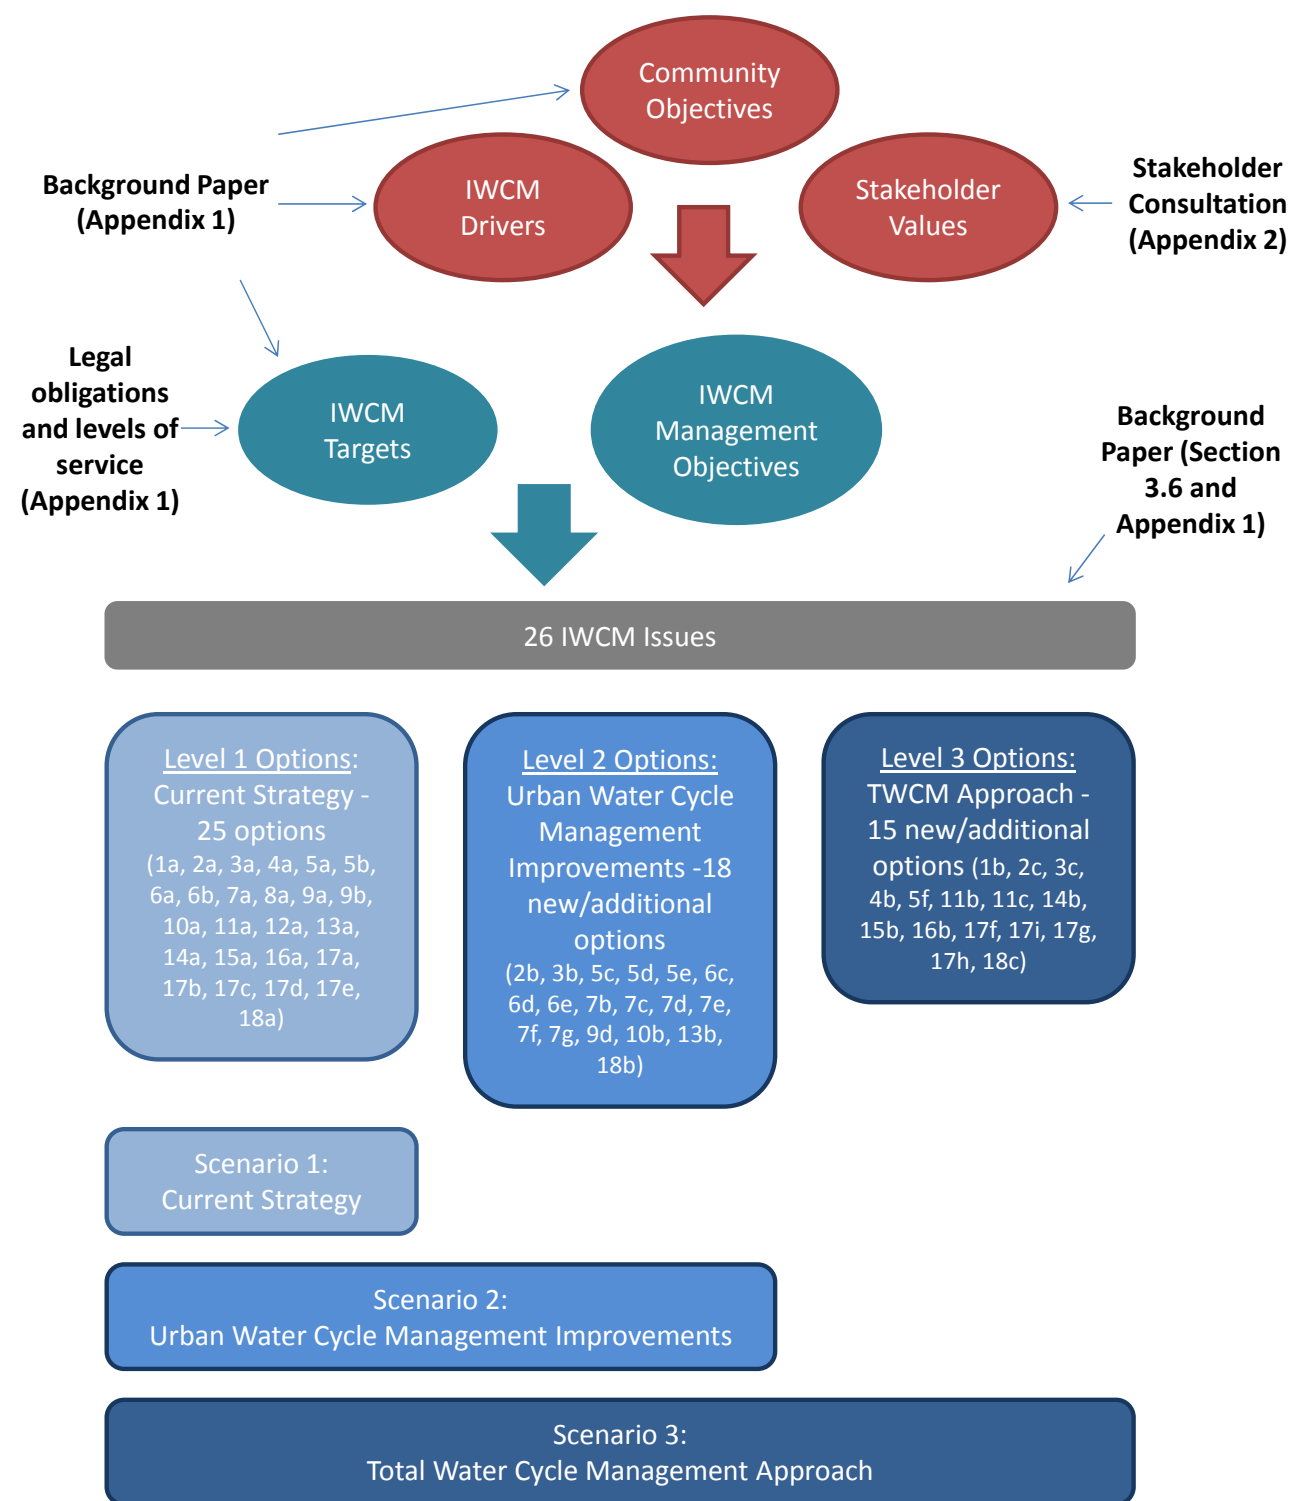 Community
Objectives
Background Paper
(Appendix 1)
IWCM
Drivers
Stakeholder
Values
Stakeholder
Consultation
(Appendix 2)
Legal
obligations
and levels of
service
(Appendix 1)
IWCM
Targets
IWCM
Management
Objectives
Background
Paper (Section
3.6 and
Appendix 1)
26 IWCM Issues
Level 1 Options:
Current Strategy -
25 options
(1a, 2a, 3a, 4a, 5a, 5b,
6a, 6b, 7a, 8a, 9a, 9b,
10a, 11a, 12a, 13a,
14a, 15a, 16a, 17a,
17b, 17c, 17d, 17e,
18a)
Level 2 Options:
Urban Water Cycle
Management
Improvements -18
new/additional
options
(2b, 3b, 5c, 5d, 5e, 6c,
6d, 6e, 7b, 7c, 7d, 7e,
7f, 7g, 9d, 10b, 13b,
18b)
Level 3 Options:
TWCM Approach -
15 new/additional
options (1b, 2c, 3c,
4b, 5f, 11b, 11c, 14b,
15b, 16b, 17f, 17i, 17g,
17h, 18c)
Scenario 1:
Current Strategy
Scenario 2:
Urban Water Cycle Management Improvements
Scenario 3:
Total Water Cycle Management Approach